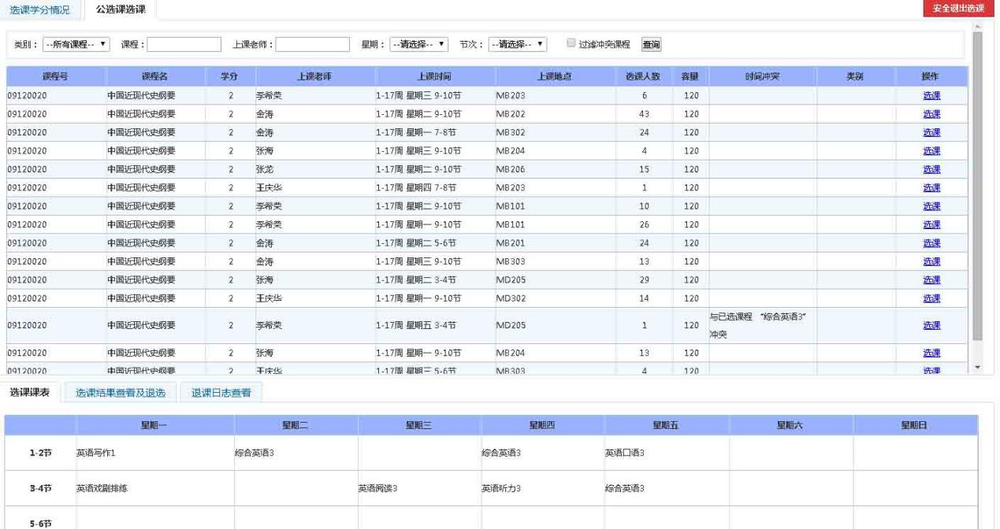 选课学分情况 公选课选课 安全退出选课
类别： --所有课程-- 课程： 上课老师： 星期： --请选择-- 节次： --请选择-- 过滤冲突课程 查询
课程号 课程名 学分 上课老师 上课时间 上课地点 选课人数 容量 时间冲突 类别 操作
09120020 中国近现代史纲要 2 李希荣 1-17周 星期三 9-10节 MB203 6 120 选课
09120020 中国近现代史纲要 2 金涛 1-17周 星期二 9-10节 MB202 43 120 选课
09120020 中国近现代史纲要 2 金涛 1-17周 星期一 7-8节 MB302 24 120 选课
09120020 中国近现代史纲要 2 张海 1-17周 星期三 9-10节 MB204 4 120 选课
09120020 中国近现代史纲要 2 张龙 1-17周 星期二 9-10节 MB206 15 120 选课
09120020 中国近现代史纲要 2 王庆华 1-17周 星期四 7-8节 MB203 1 120 选课
09120020 中国近现代史纲要 2 李希荣 1-17周 星期二 9-10节 MB101 10 120 选课
09120020 中国近现代史纲要 2 李希荣 1-17周 星期一 9-10节 MB101 26 120 选课
09120020 中国近现代史纲要 2 金涛 1-17周 星期二 5-6节 MB201 24 120 选课
09120020 中国近现代史纲要 2 金涛 1-17周 星期三 9-10节 MB303 13 120 选课
09120020 中国近现代史纲要 2 张海 1-17周 星期二 3-4节 MD205 29 120 选课
09120020 中国近现代史纲要 2 王庆华 1-17周 星期一 9-10节 MD302 14 120 选课
09120020 中国近现代史纲要 2 李希荣 1-17周 星期五 3-4节 MD205 1 120 与已选课程 “综合英语3” 选课
冲突
09120020 中国近现代史纲要 2 张海 1-17周 星期一 9-10节 MB204 13 120 选课
09120020 中国近现代史纲要 2 王庆华 1-17周 星期三 5-6节 MB303 4 120 选课
选课课表 选课结果查看及退选 退课日志查看
星期一 星期二 星期三 星期四 星期五 星期六 星期日
1-2节 英语写作1 综合英语3 综合英语3 英语口语3
3-4节 英语戏剧排练 英语阅读3 英语听力3 综合英语3
5-6节